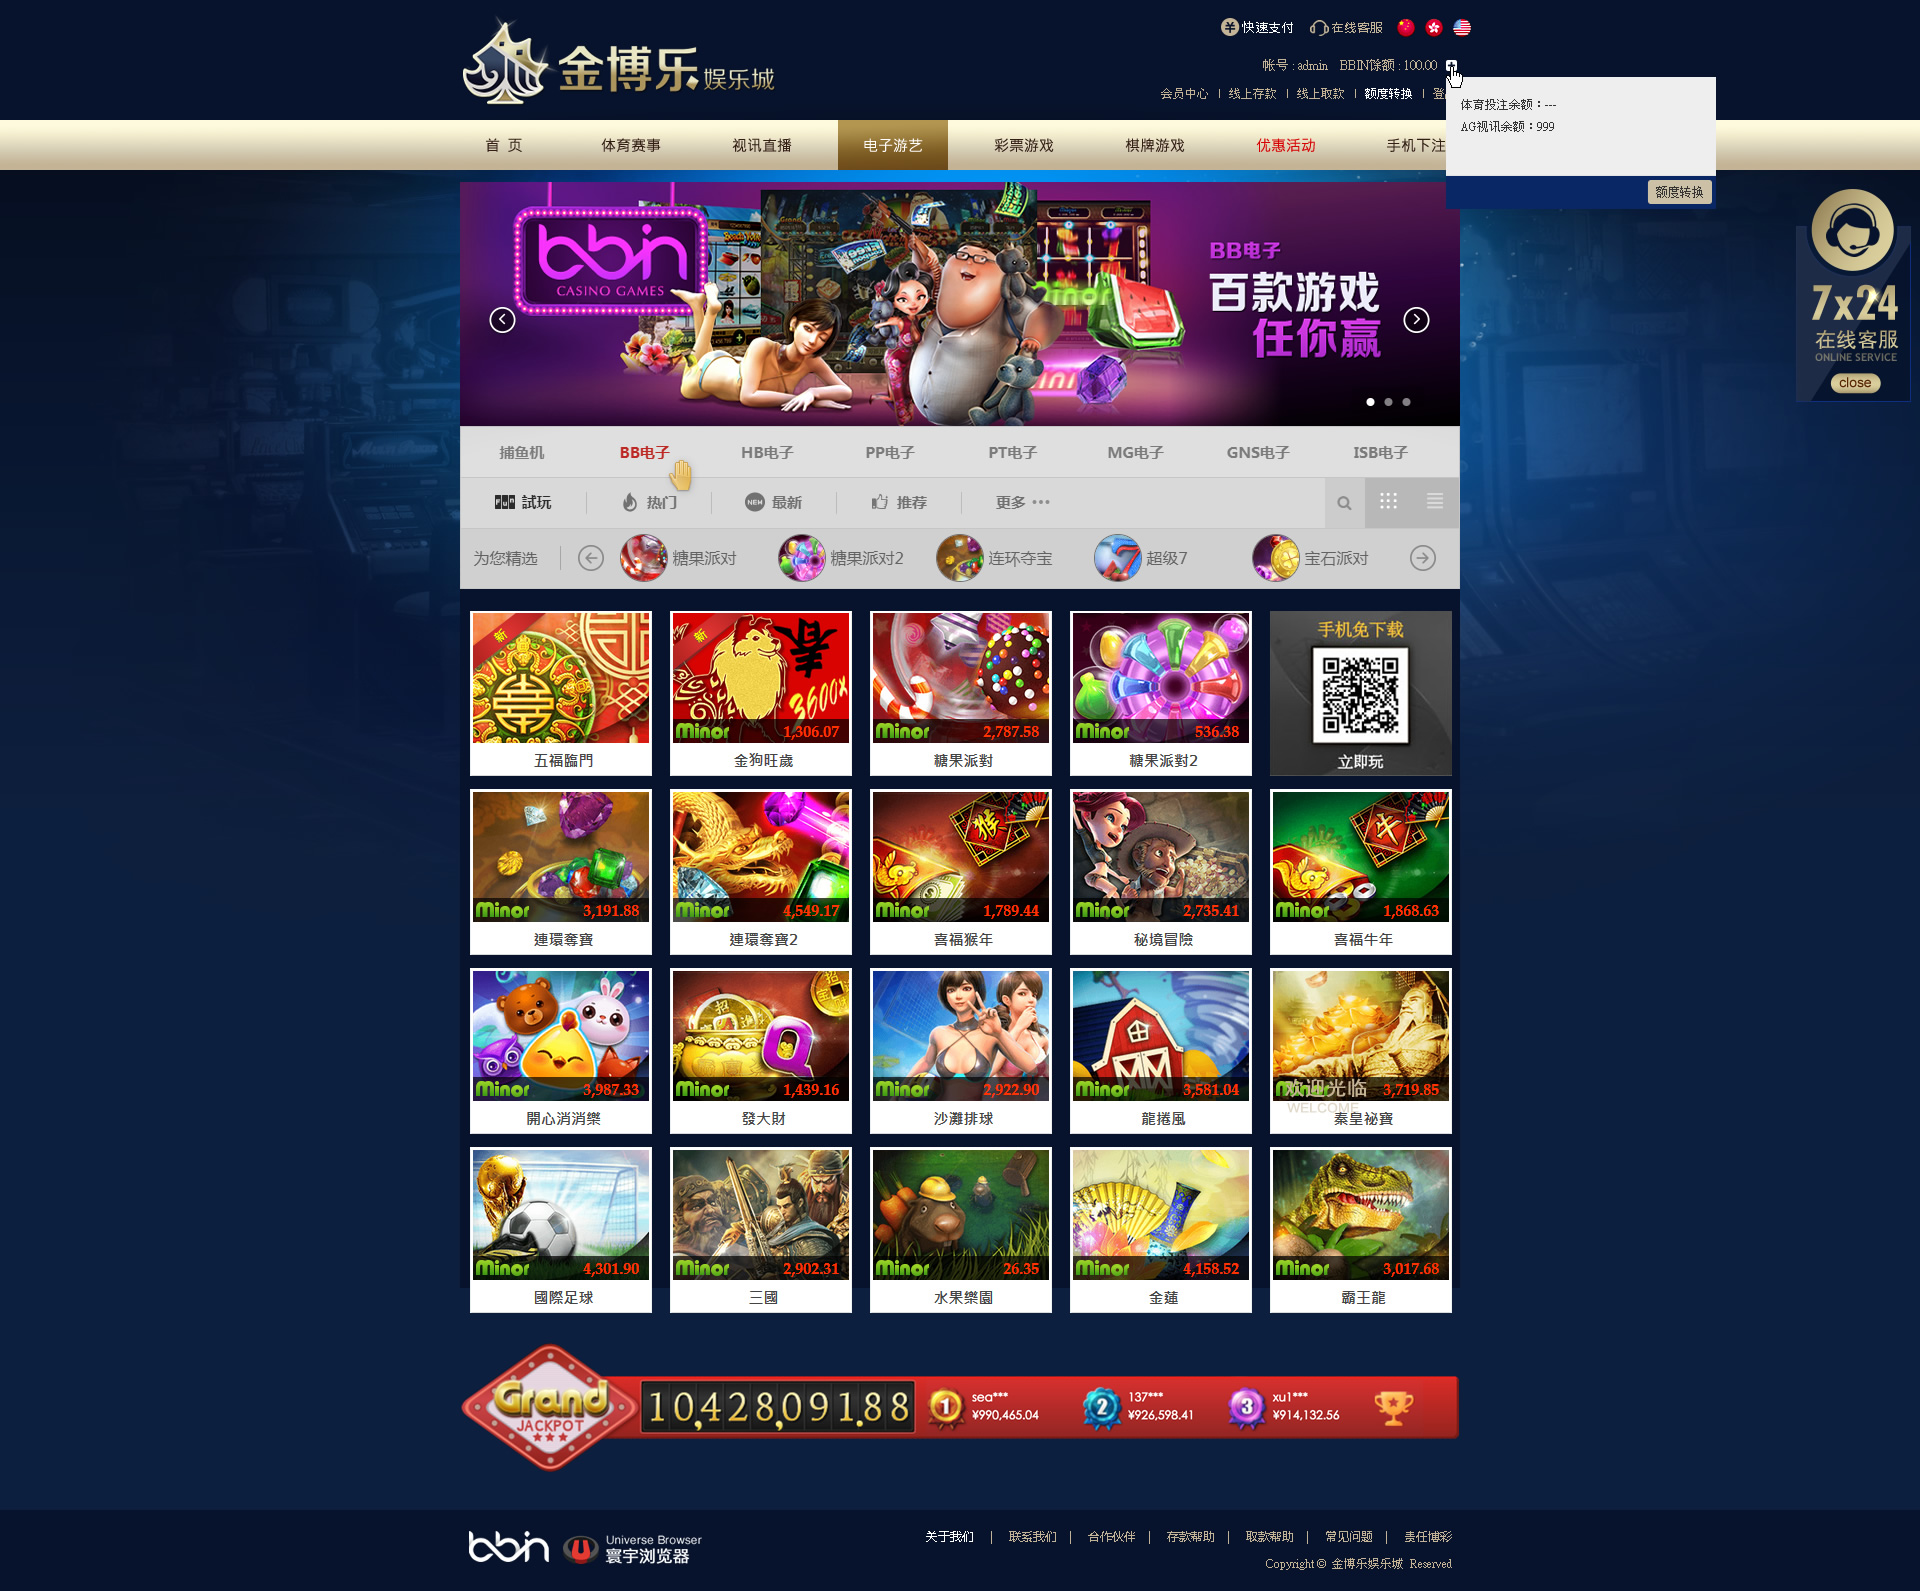 金博乐娱乐城
快速支付 在线客服
帐号 : admin BBIN馀额 : 100.00
会员中心 | 线上存款 | 线上取款 | 额度转换 | 登
体育投注余额：---
AG视讯余额：999
额度转换
首 页 体育赛事 视讯直播 电子游艺 彩票游戏 棋牌游戏 优惠活动 手机下注
bbin
CASINO GAMES
BB电子
百款游戏
任你赢
7x24
在线客服
ONLINE SERVICE
close
捕鱼机 BB电子 HB电子 PP电子 PT电子 MG电子 GNS电子 ISB电子
FUN 試玩 热门 NEW 最新 推荐 更多 •••
为您精选 糖果派对 糖果派对2 连环夺宝 超级7 宝石派对
新 新 春 3600x 手机免下载
Minor 1,306.07 Minor 2,787.58 Minor 536.38
五福臨門 金狗旺歲 糖果派對 糖果派對2 立即玩
猴 牛
Minor 3,191.88 Minor 4,549.17 Minor 1,789.44 Minor 2,735.41 Minor 1,868.63
連環奪寶 連環奪寶2 喜福猴年 秘境冒險 喜福牛年
Minor 3,987.33 Minor 1,439.16 Minor 2,922.90 Minor 3,581.04 Minor 3,719.85
欢迎光临
WELCOME
開心消消樂 發大財 沙灘排球 龍捲風 秦皇祕寶
Minor 4,301.90 Minor 2,902.31 Minor 26.35 Minor 4,158.52 Minor 3,017.68
國際足球 三國 水果樂園 金蓮 霸王龍
Grand
JACKPOT
10,428,091.88
1 sea*** ¥990,465.04
2 137*** ¥926,598.41
3 xu1*** ¥914,132.56
bbin Universe Browser
寰宇浏览器
关于我们 | 联系我们 | 合作伙伴 | 存款帮助 | 取款帮助 | 常见问题 | 责任博彩
Copyright © 金博乐娱乐城 Reserved